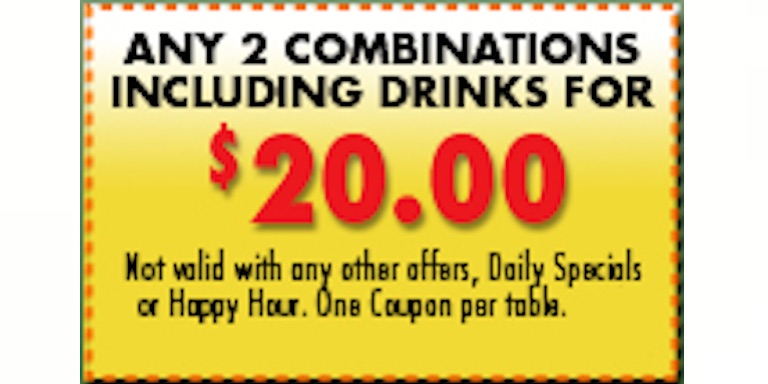 ANY 2 COMBINATIONS
INCLUDING DRINKS FOR
$20.00
Not valid with any other offers, Daily Specials
or Happy Hour. One Coupon per table.